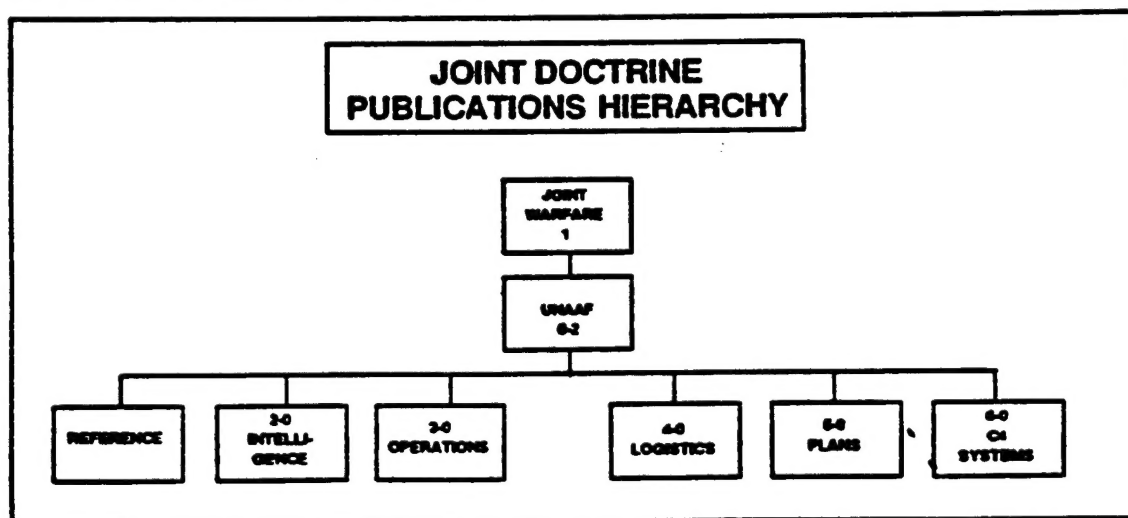 JOINT DOCTRINE
PUBLICATIONS HIERARCHY
JOINT
WARFARE
1
UNAAF
0-2
REFERENCE
2-0
INTELLI-
GENCE
3-0
OPERATIONS
4-0
LOGISTICS
5-0
PLANS
6-0
C4
SYSTEMS